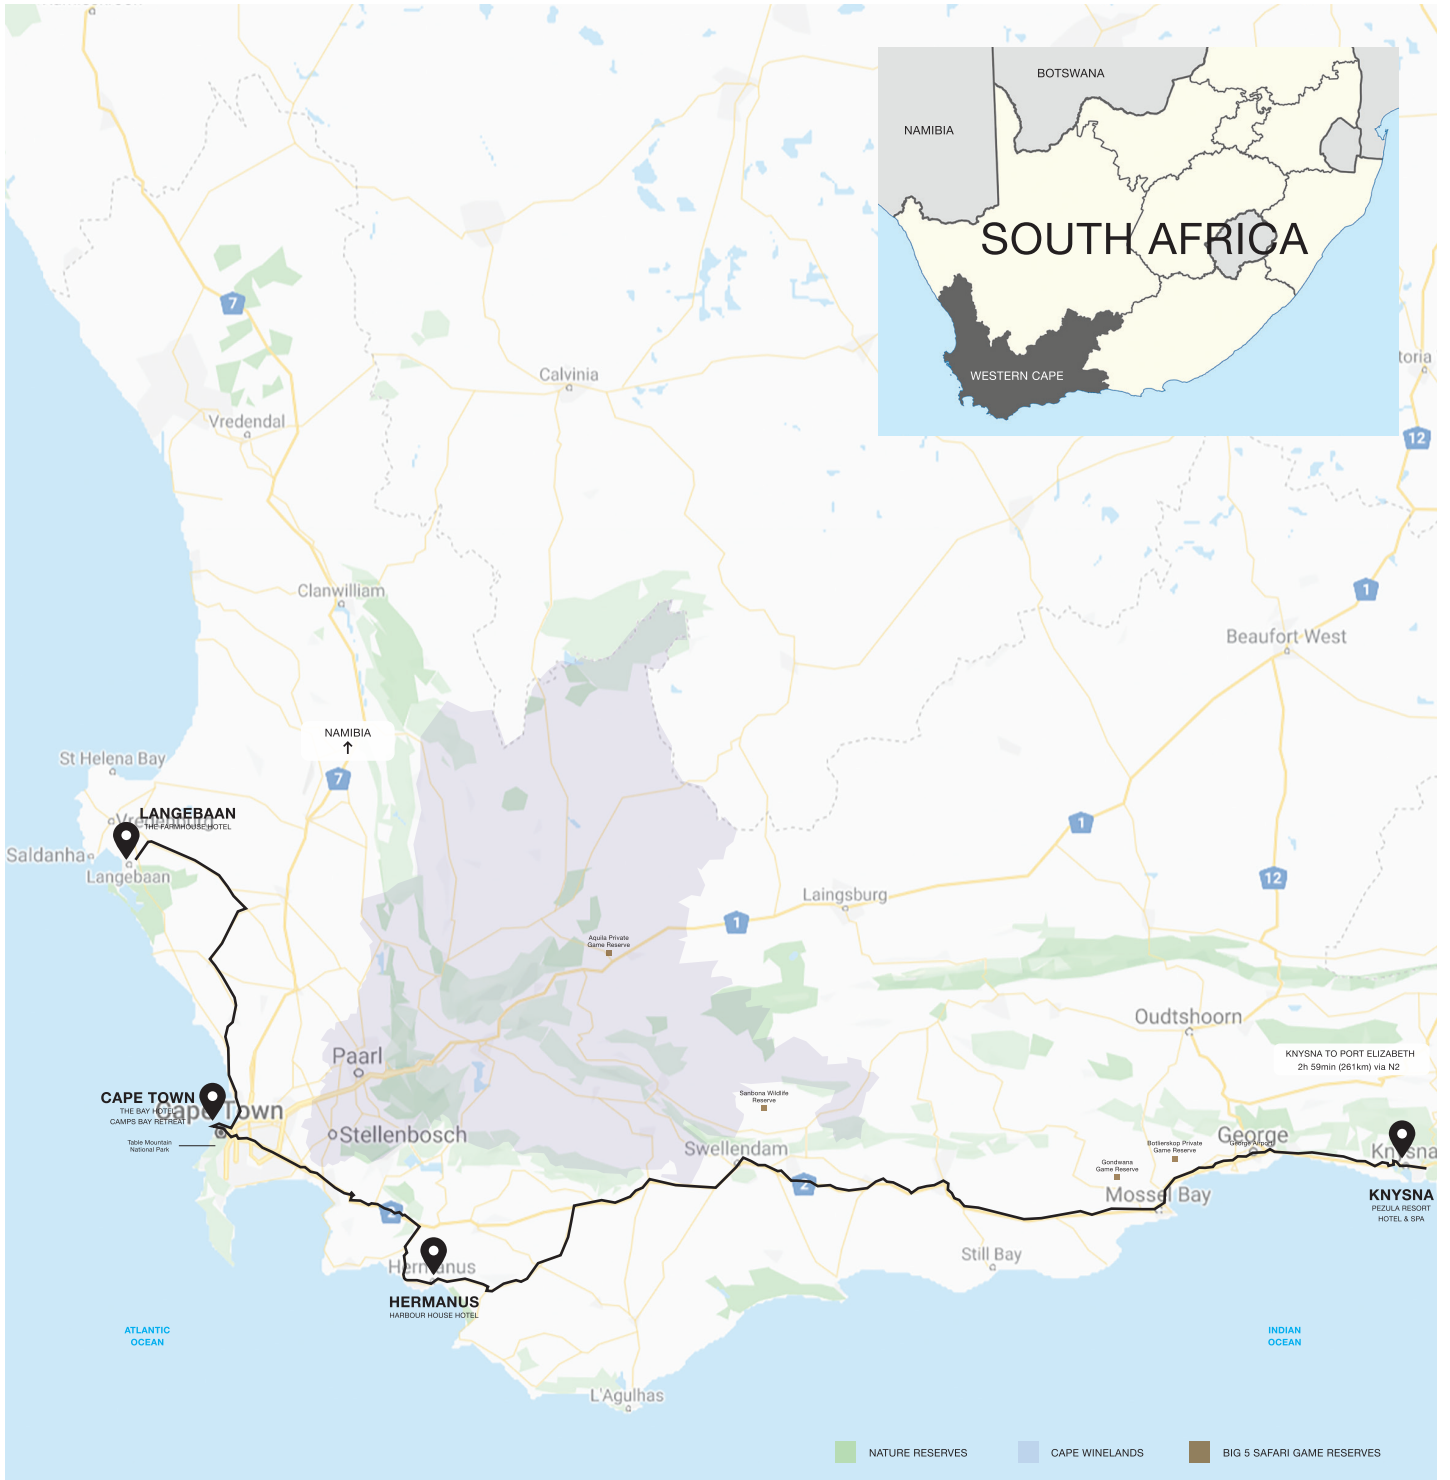 BOTSWANA
NAMIBIA
SOUTH AFRICA
WESTERN CAPE
7
Calvinia
toria
Vredendal
12
Clanwilliam
1
Beaufort West
NAMIBIA
↑
7
St Helena Bay
LANGEBAAN
THE FARMHOUSE HOTEL
Vredenburg
Saldanha
Langebaan
1
12
Laingsburg
1
Aquila Private
Game Reserve
Oudtshoorn
KNYSNA TO PORT ELIZABETH
2h 59min (261km) via N2
Paarl
CAPE TOWN
THE BAY HOTEL
CAMPS BAY RETREAT
Cape Town
Table Mountain
National Park
Stellenbosch
Sanbona Wildlife
Reserve
Swellendam
2
Botlierskop Private
Game Reserve
George
George Airport
Gondwana
Game Reserve
Mossel Bay
Knysna
KNYSNA
PEZULA RESORT
HOTEL & SPA
2
Hermanus
HERMANUS
HARBOUR HOUSE HOTEL
Still Bay
ATLANTIC
OCEAN
INDIAN
OCEAN
L'Agulhas
NATURE RESERVES
CAPE WINELANDS
BIG 5 SAFARI GAME RESERVES